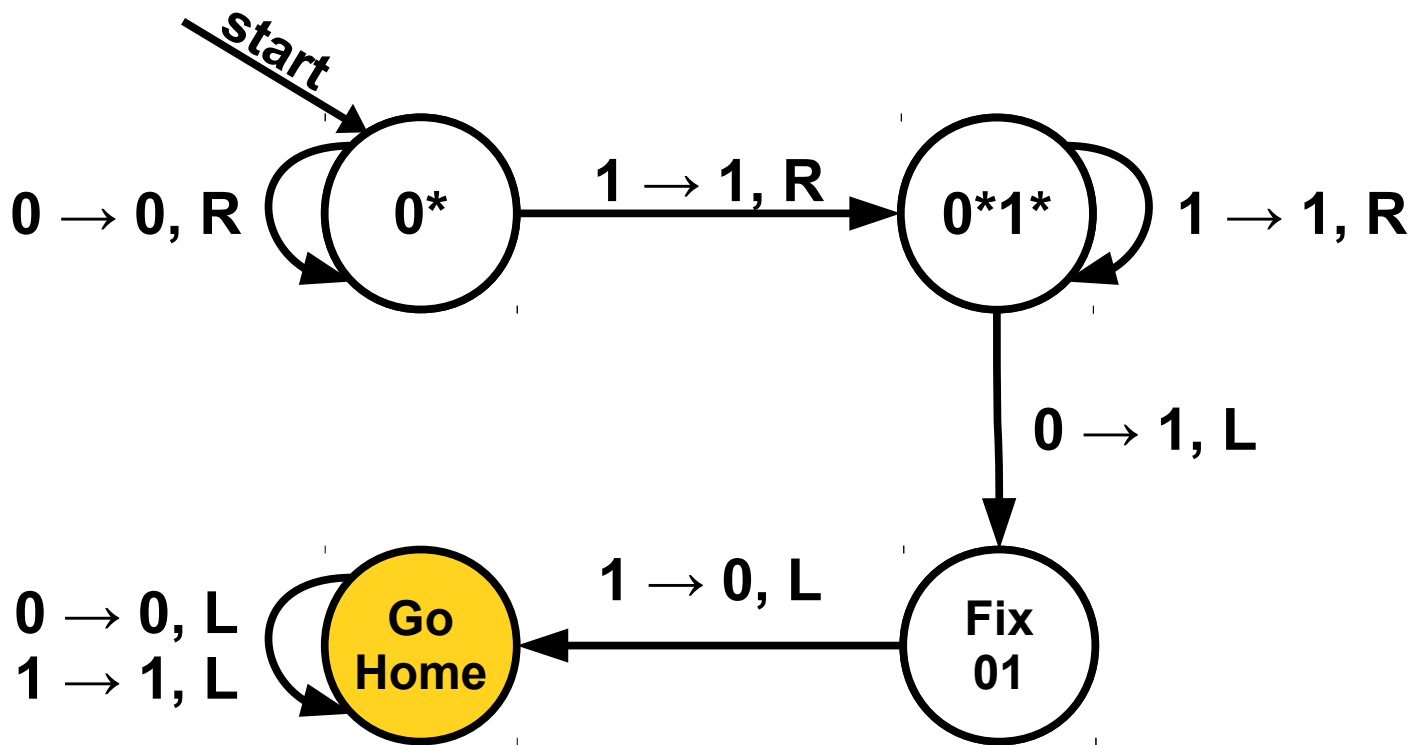 start
0 → 0, R
0*
1 → 1, R
0*1*
1 → 1, R
0 → 1, L
0 → 0, L
1 → 1, L
Go
Home
1 → 0, L
Fix
01